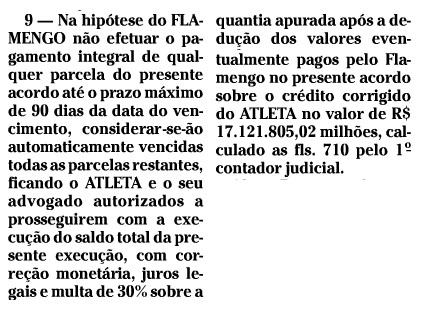 9 — Na hipótese do FLA-
MENGO não efetuar o pa-
gamento integral de qual-
quer parcela do presente
acordo até o prazo máximo
de 90 dias da data do ven-
cimento, considerar-se-ão
automaticamente vencidas
todas as parcelas restantes,
ficando o ATLETA e o seu
advogado autorizados a
prosseguirem com a exe-
cução do saldo total da pre-
sente execução, com cor-
reção monetária, juros le-
gais e multa de 30% sobre a
quantia apurada após a de-
dução dos valores even-
tualmente pagos pelo Fla-
mengo no presente acordo
sobre o crédito corrigido
do ATLETA no valor de R$
17.121.805,02 milhões, cal-
culado as fls. 710 pelo 1º
contador judicial.